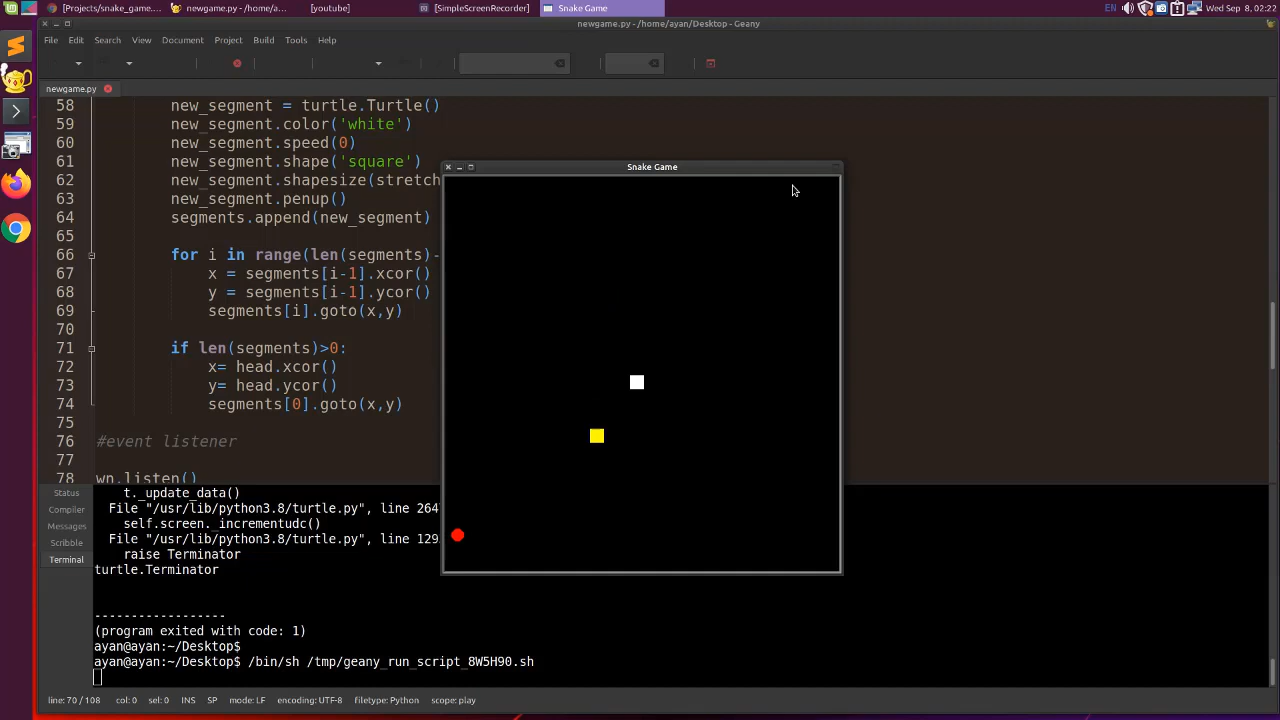 [Projects/snake_game....
newgame.py - /home/a...
[youtube]
[SimpleScreenRecorder]
Snake Game
EN
Wed Sep 8, 02:22
newgame.py - /home/ayan/Desktop - Geany
File Edit Search View Document Project Build Tools Help
newgame.py
58 new_segment = turtle.Turtle()
59 new_segment.color('white')
60 new_segment.speed(0)
61 new_segment.shape('square')
62 new_segment.shapesize(stretch
63 new_segment.penup()
64 segments.append(new_segment)
65
66 for i in range(len(segments)-
67 x = segments[i-1].xcor()
68 y = segments[i-1].ycor()
69 segments[i].goto(x,y)
70
71 if len(segments)>0:
72 x= head.xcor()
73 y= head.ycor()
74 segments[0].goto(x,y)
75
76 #event listener
77
78 wn.listen()
Snake Game
Status
Compiler
Messages
Scribble
Terminal
t._update_data()
File "/usr/lib/python3.8/turtle.py", line 264
self.screen._incrementudc()
File "/usr/lib/python3.8/turtle.py", line 129
raise Terminator
turtle.Terminator
------------------
(program exited with code: 1)
ayan@ayan:~/Desktop$
ayan@ayan:~/Desktop$ /bin/sh /tmp/geany_run_script_8W5H90.sh
line: 70 / 108 col: 0 sel: 0 INS SP mode: LF encoding: UTF-8 filetype: Python scope: play